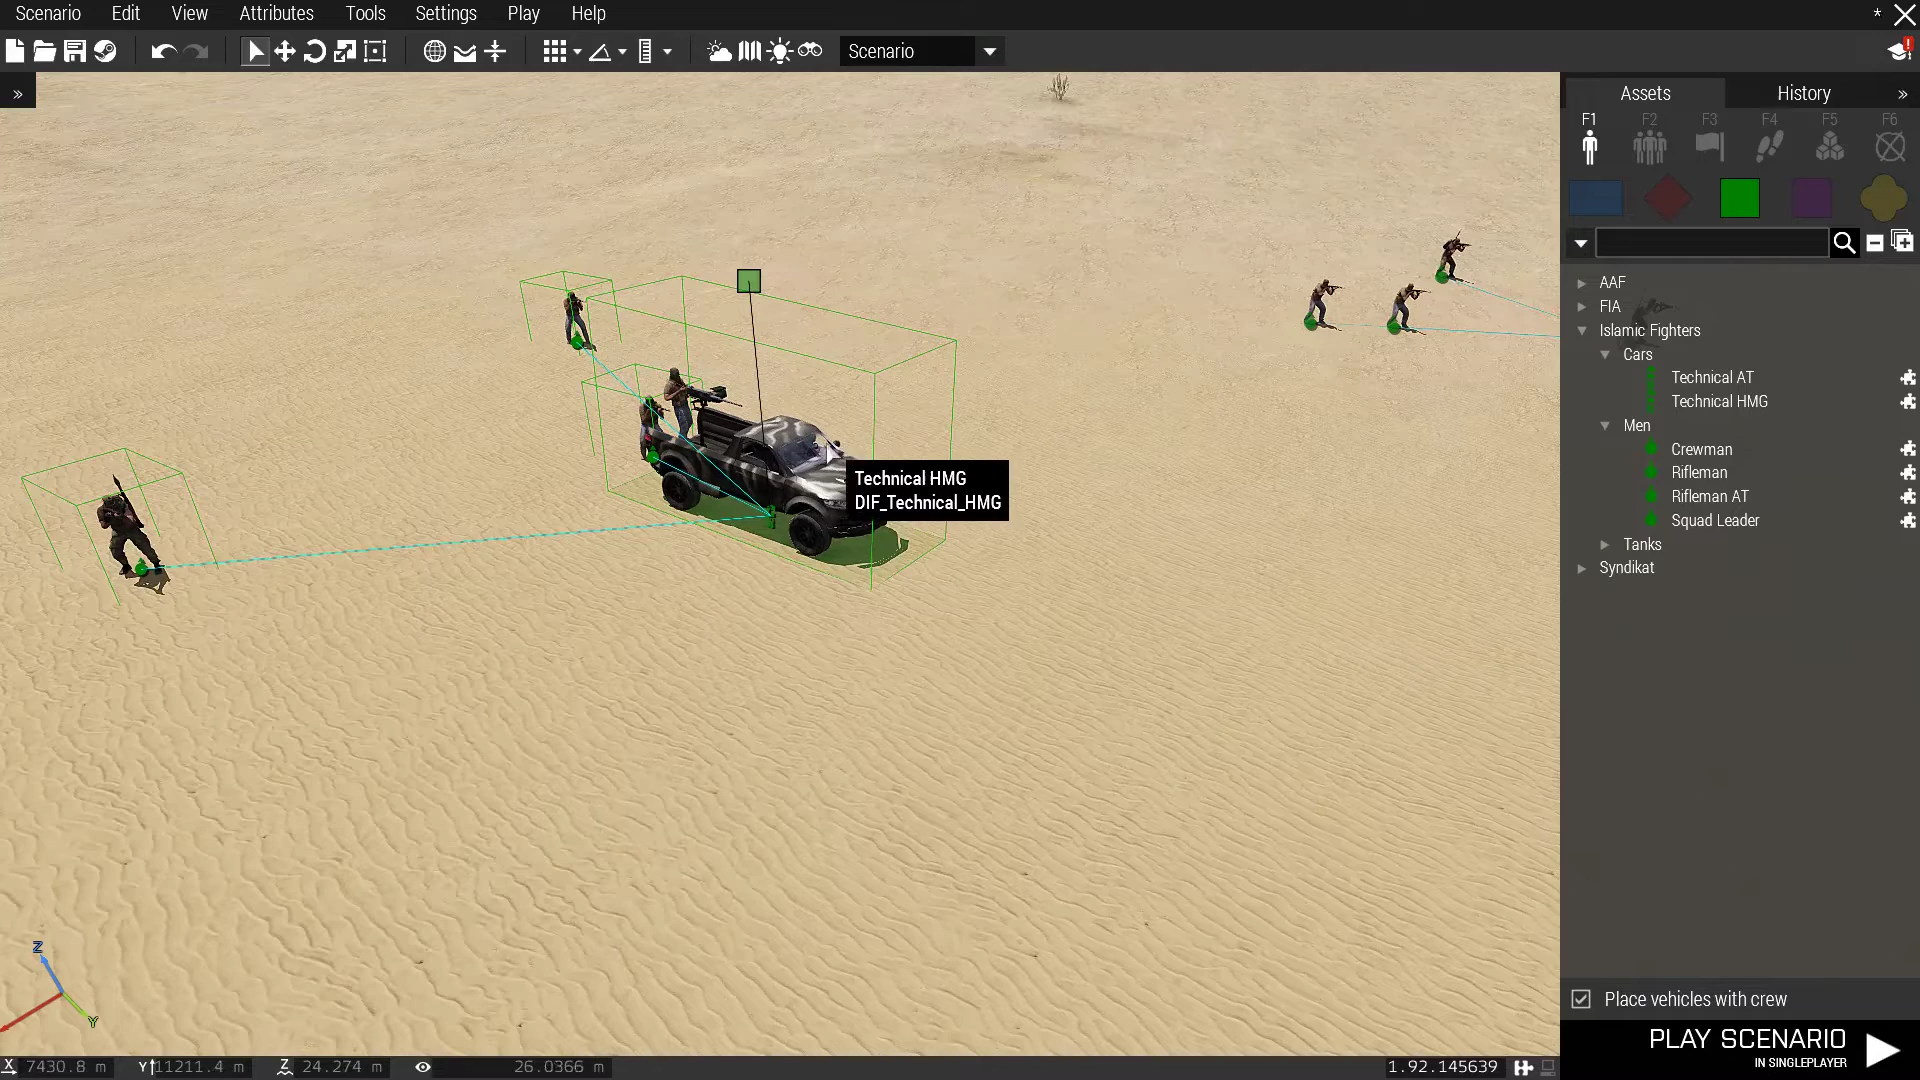 Scenario Edit View Attributes Tools Settings Play Help *
Scenario
Assets History
F1 F2 F3 F4 F5 F6
AAF
FIA
Islamic Fighters
Cars
Technical AT
Technical HMG
Men
Crewman
Rifleman
Rifleman AT
Squad Leader
Tanks
Syndikat
Technical HMG
DIF_Technical_HMG
Z
Y
Place vehicles with crew
PLAY SCENARIO
IN SINGLEPLAYER
X 7430.8 m Y 11211.4 m Z 24.274 m 26.0366 m 1.92.145639